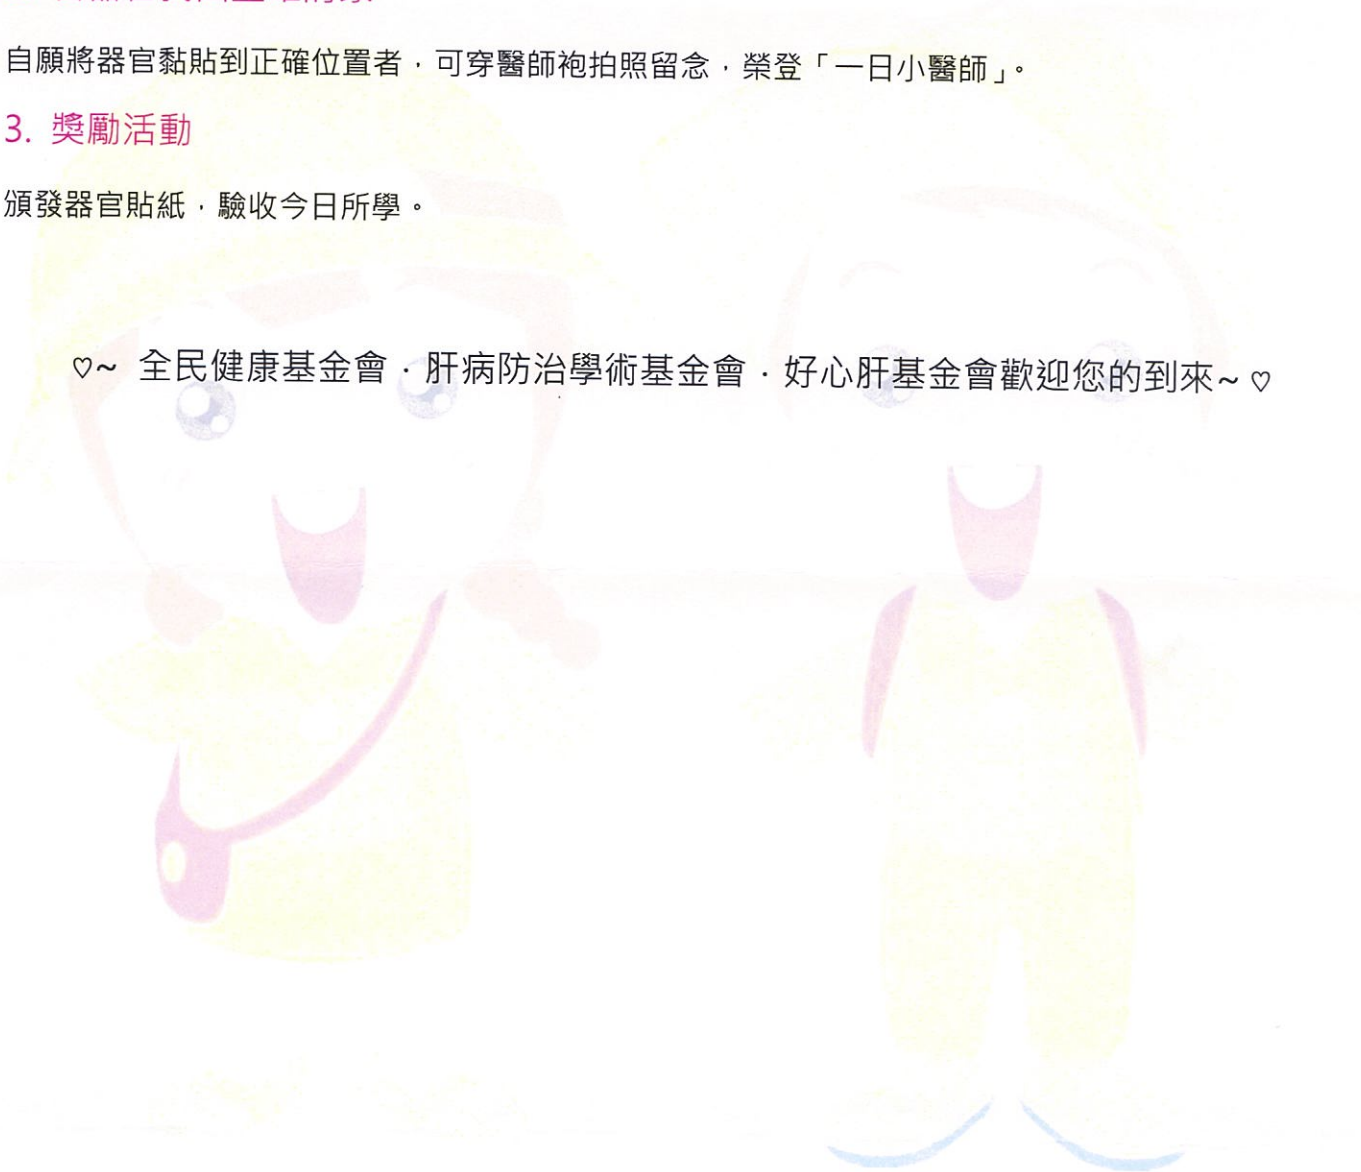 自願將器官黏貼到正確位置者，可穿醫師袍拍照留念，榮登「一日小醫師」。
3. 獎勵活動
頒發器官貼紙，驗收今日所學。
♡~ 全民健康基金會．肝病防治學術基金會．好心肝基金會歡迎您的到來~ ♡